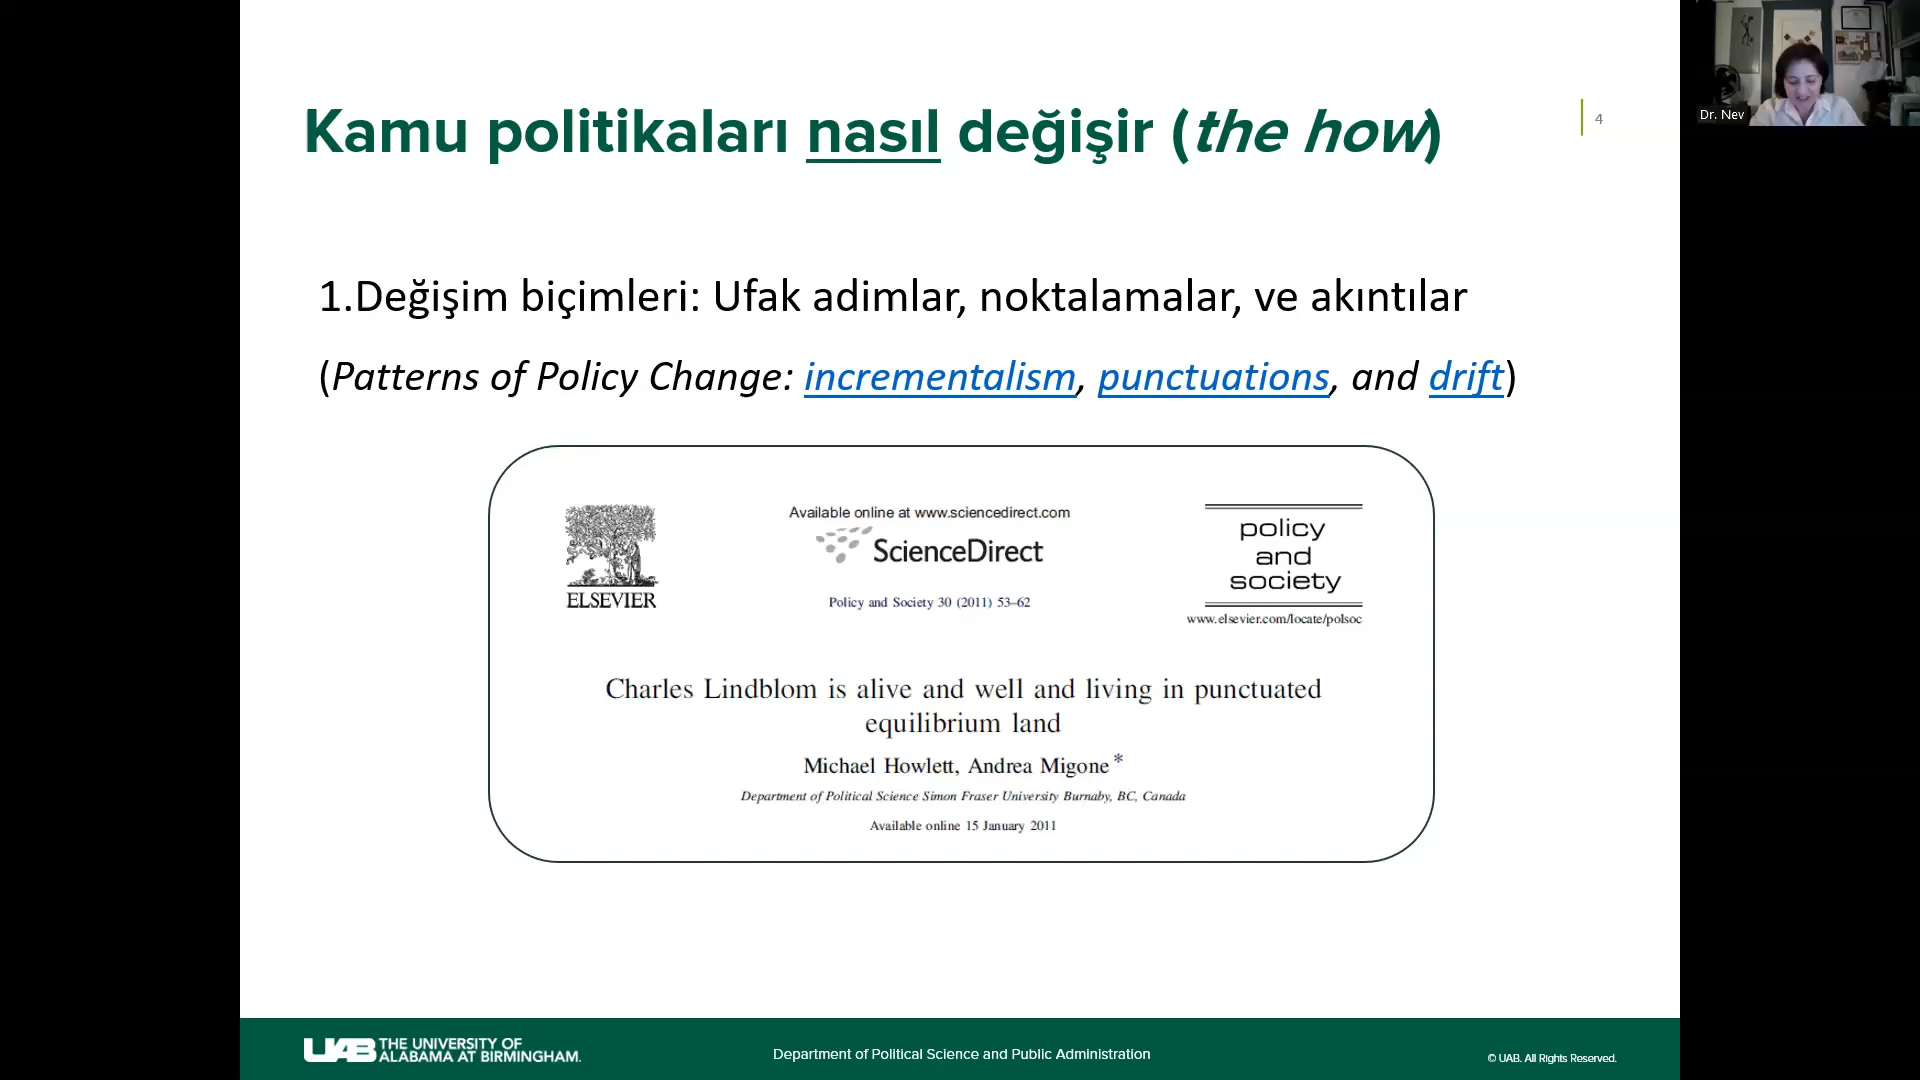 Kamu politikaları nasıl değişir (the how)
4
Dr. Nev
1.Değişim biçimleri: Ufak adimlar, noktalamalar, ve akıntılar
(Patterns of Policy Change: incrementalism, punctuations, and drift)
ELSEVIER
Available online at www.sciencedirect.com
ScienceDirect
Policy and Society 30 (2011) 53–62
policy
and
society
www.elsevier.com/locate/polsoc
Charles Lindblom is alive and well and living in punctuated
equilibrium land
Michael Howlett, Andrea Migone*
Department of Political Science Simon Fraser University Burnaby, BC, Canada
Available online 15 January 2011
UAB THE UNIVERSITY OF
ALABAMA AT BIRMINGHAM.
Department of Political Science and Public Administration
© UAB. All Rights Reserved.